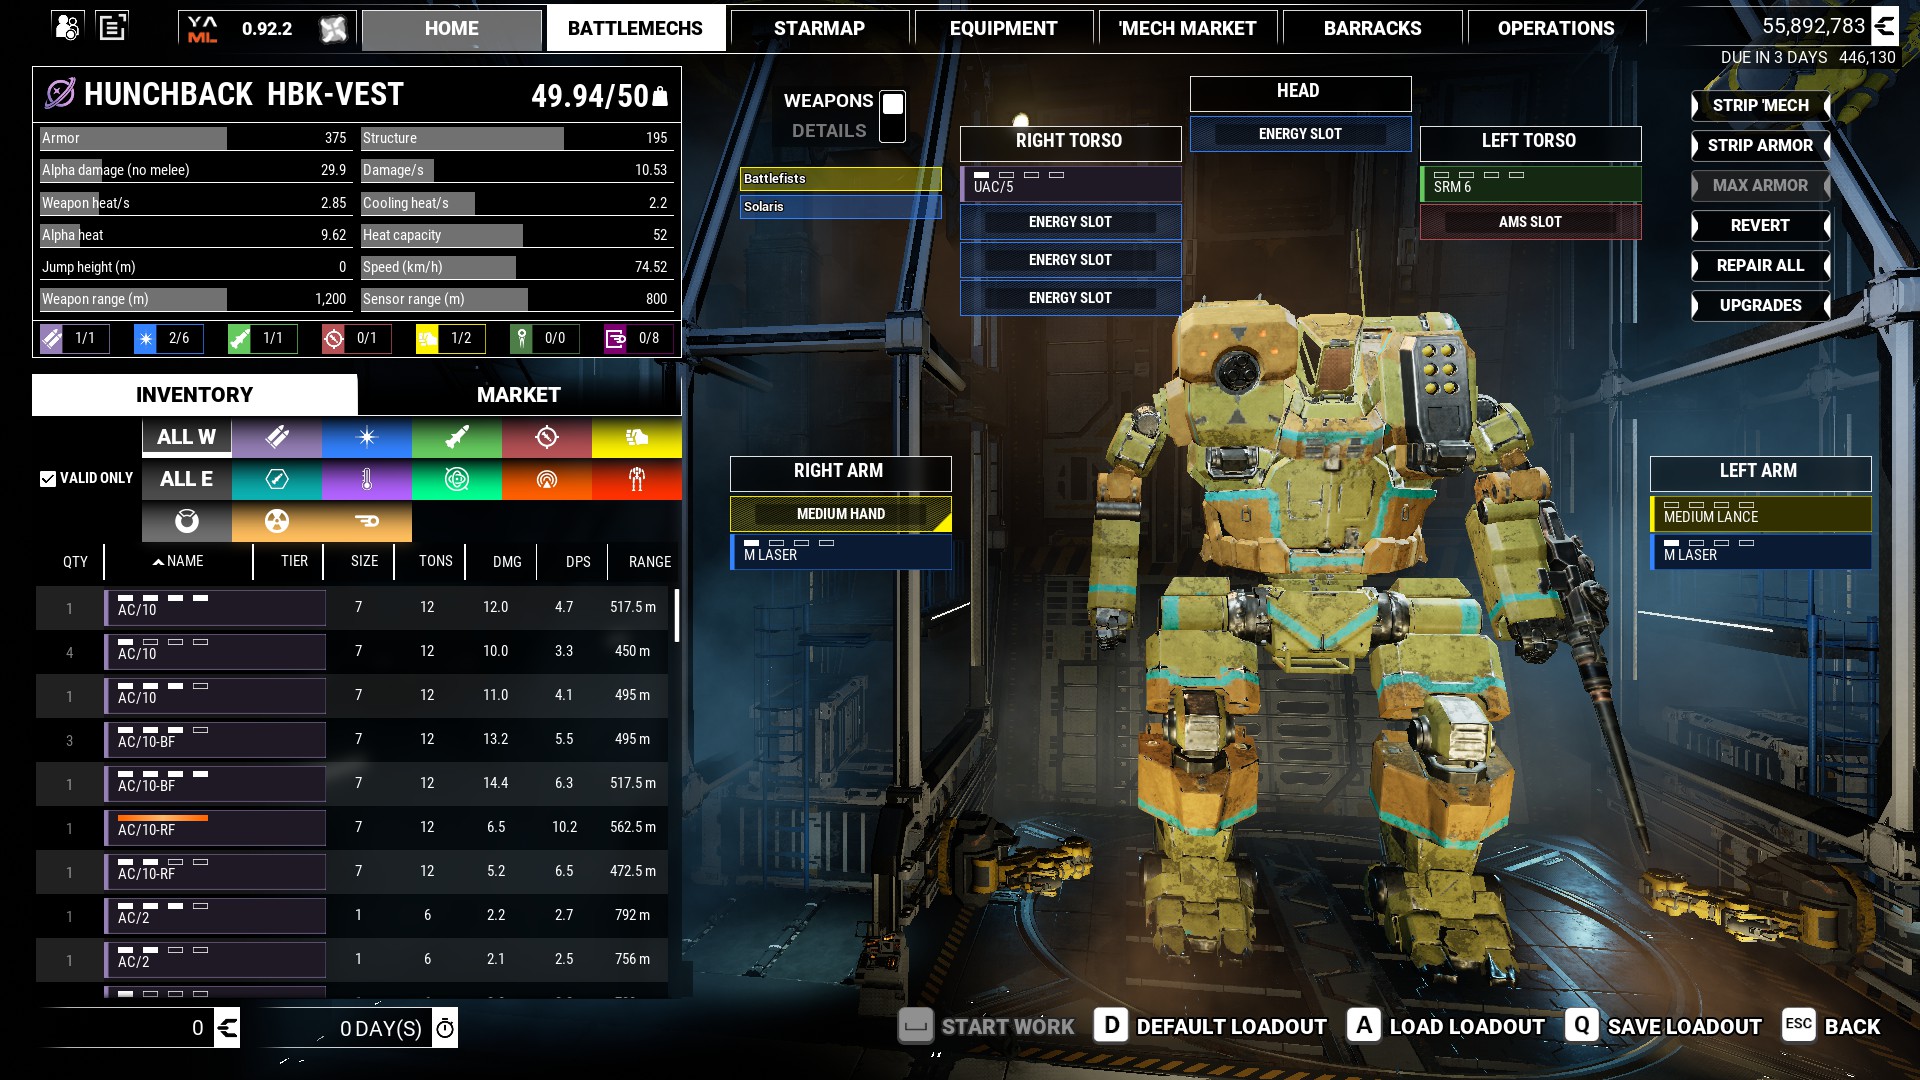 YA
ML
0.92.2
HOME
BATTLEMECHS
STARMAP
EQUIPMENT
'MECH MARKET
BARRACKS
OPERATIONS
55,892,783
DUE IN 3 DAYS 446,130
HUNCHBACK HBK-VEST
49.94/50
Armor 375
Structure 195
Alpha damage (no melee) 29.9
Damage/s 10.53
Weapon heat/s 2.85
Cooling heat/s 2.2
Alpha heat 9.62
Heat capacity 52
Jump height (m) 0
Speed (km/h) 74.52
Weapon range (m) 1,200
Sensor range (m) 800
1/1 2/6 1/1 0/1 1/2 0/0 0/8
INVENTORY
MARKET
ALL W
VALID ONLY
ALL E
QTY NAME TIER SIZE TONS DMG DPS RANGE
1 AC/10 7 12 12.0 4.7 517.5 m
4 AC/10 7 12 10.0 3.3 450 m
1 AC/10 7 12 11.0 4.1 495 m
3 AC/10-BF 7 12 13.2 5.5 495 m
1 AC/10-BF 7 12 14.4 6.3 517.5 m
1 AC/10-RF 7 12 6.5 10.2 562.5 m
1 AC/10-RF 7 12 5.2 6.5 472.5 m
1 AC/2 1 6 2.2 2.7 792 m
1 AC/2 1 6 2.1 2.5 756 m
0
0 DAY(S)
WEAPONS
DETAILS
Battlefists
Solaris
HEAD
ENERGY SLOT
RIGHT TORSO
UAC/5
ENERGY SLOT
ENERGY SLOT
ENERGY SLOT
LEFT TORSO
SRM 6
AMS SLOT
RIGHT ARM
MEDIUM HAND
M LASER
LEFT ARM
MEDIUM LANCE
M LASER
STRIP 'MECH
STRIP ARMOR
MAX ARMOR
REVERT
REPAIR ALL
UPGRADES
START WORK
D DEFAULT LOADOUT
A LOAD LOADOUT
Q SAVE LOADOUT
ESC BACK